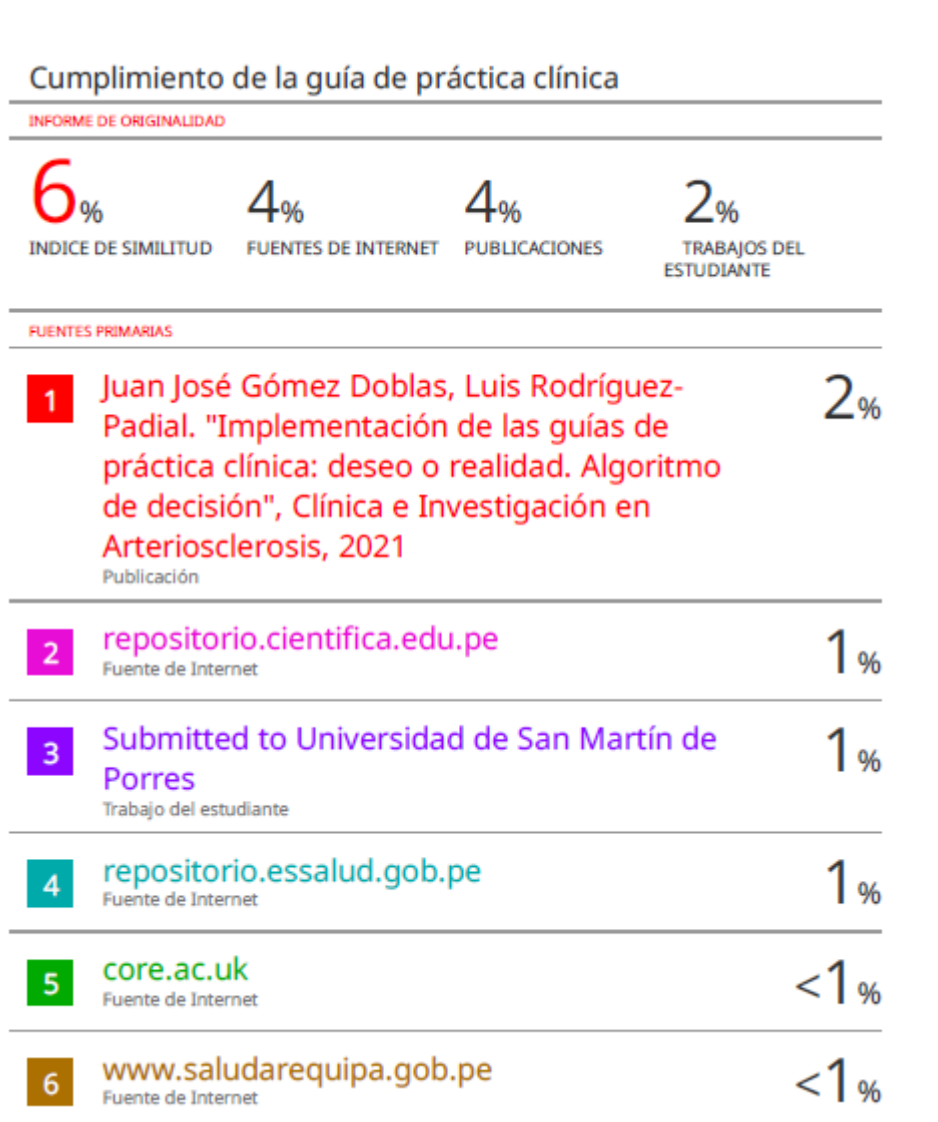 Cumplimiento de la guía de práctica clínica
INFORME DE ORIGINALIDAD
6%
INDICE DE SIMILITUD
4%
FUENTES DE INTERNET
4%
PUBLICACIONES
2%
TRABAJOS DEL
ESTUDIANTE
FUENTES PRIMARIAS
1
Juan José Gómez Doblas, Luis Rodríguez-
Padial. "Implementación de las guías de
práctica clínica: deseo o realidad. Algoritmo
de decisión", Clínica e Investigación en
Arteriosclerosis, 2021
Publicación
2%
2
repositorio.cientifica.edu.pe
Fuente de Internet
1%
3
Submitted to Universidad de San Martín de
Porres
Trabajo del estudiante
1%
4
repositorio.essalud.gob.pe
Fuente de Internet
1%
5
core.ac.uk
Fuente de Internet
<1%
6
www.saludarequipa.gob.pe
Fuente de Internet
<1%